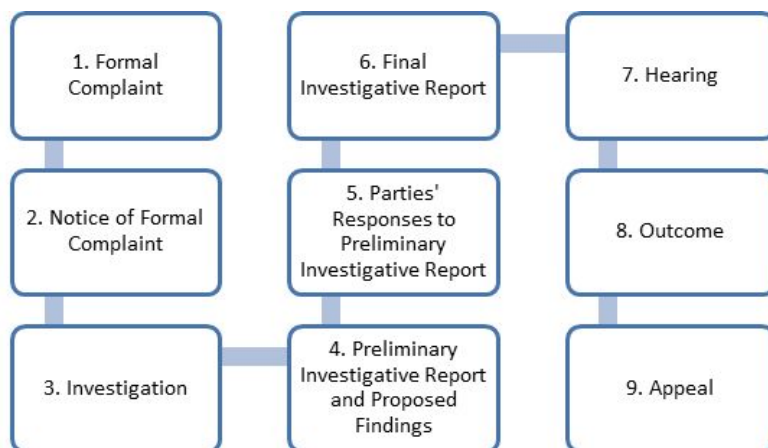 1. Formal
Complaint
2. Notice of Formal
Complaint
3. Investigation
4. Preliminary
Investigative Report
and Proposed
Findings
5. Parties'
Responses to
Preliminary
Investigative Report
6. Final
Investigative Report
7. Hearing
8. Outcome
9. Appeal